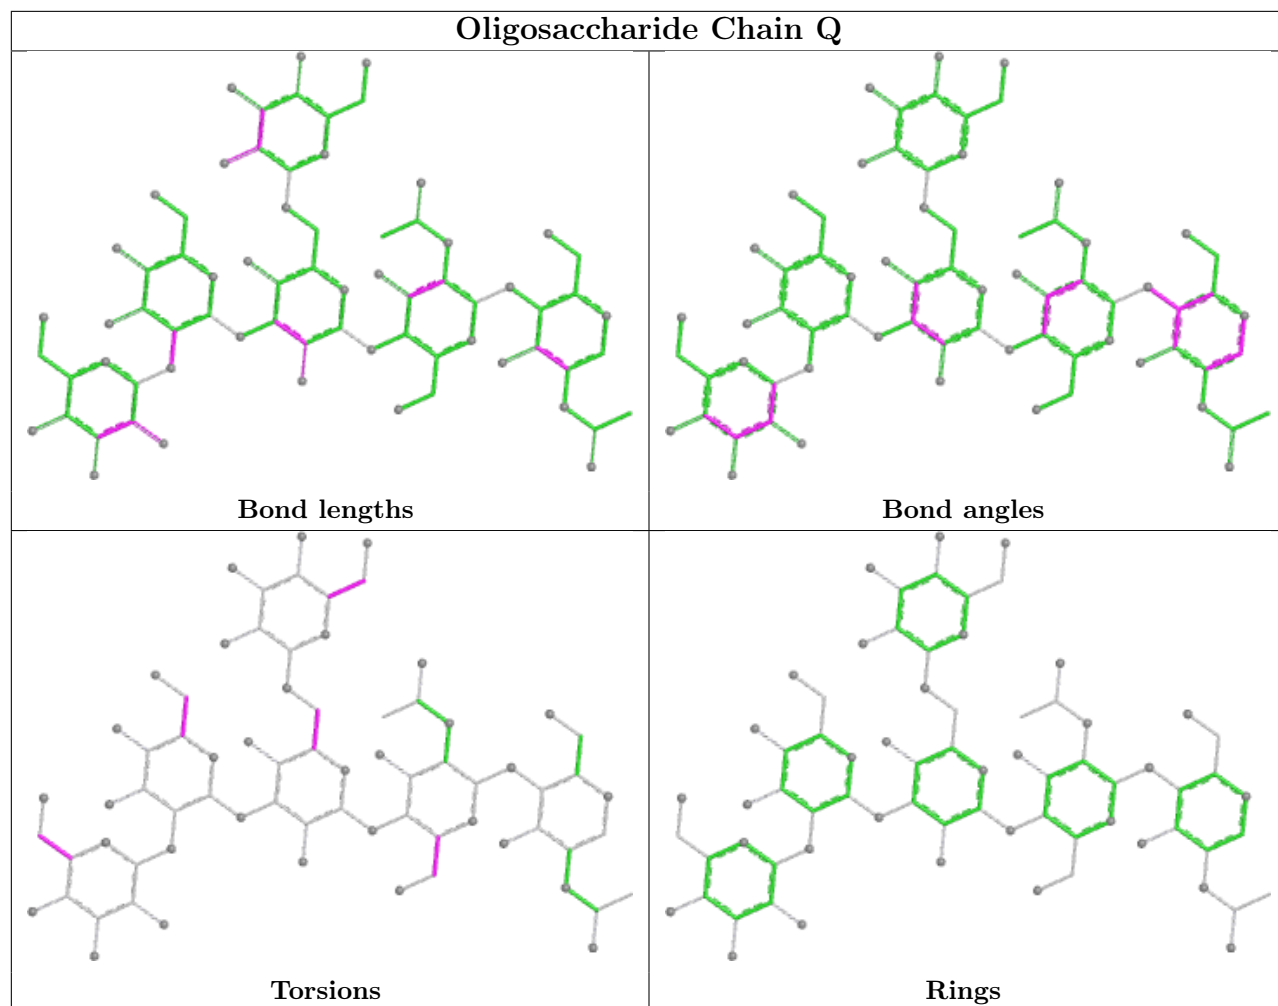 Oligosaccharide Chain Q
Bond lengths
Bond angles
Torsions
Rings